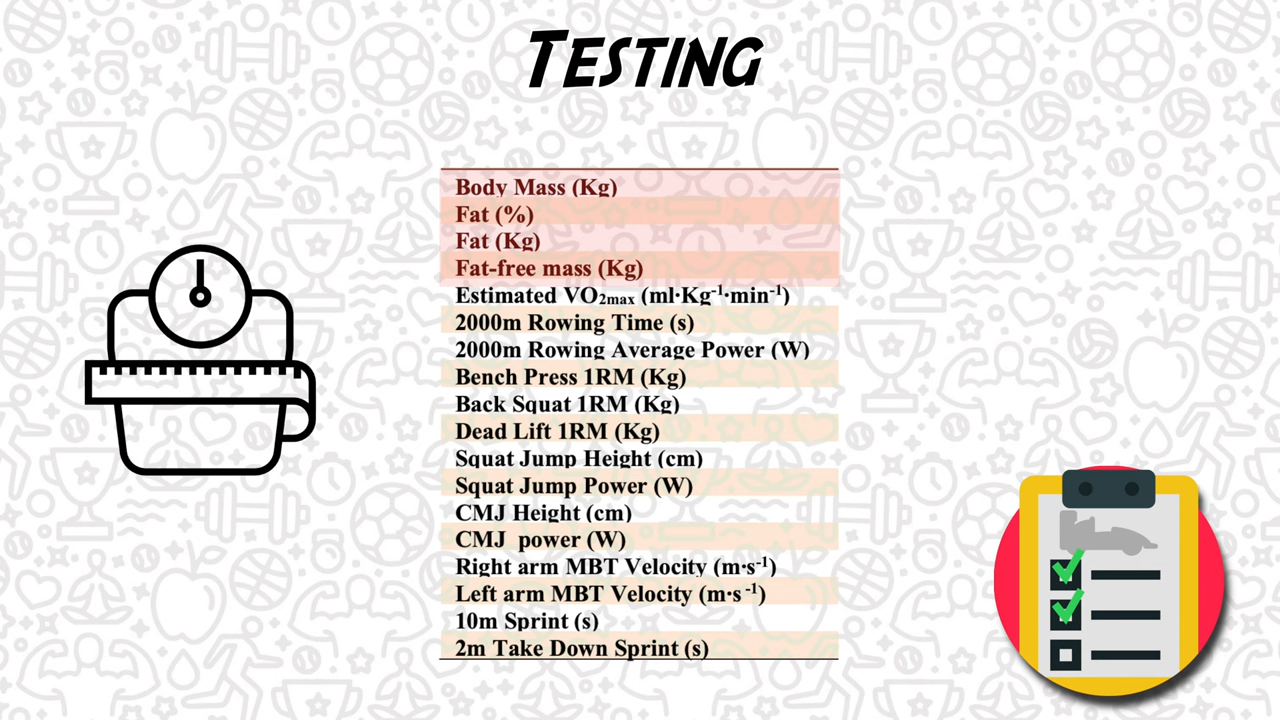 TESTING
Body Mass (Kg)
Fat (%)
Fat (Kg)
Fat-free mass (Kg)
Estimated VO₂max (ml·Kg⁻¹·min⁻¹)
2000m Rowing Time (s)
2000m Rowing Average Power (W)
Bench Press 1RM (Kg)
Back Squat 1RM (Kg)
Dead Lift 1RM (Kg)
Squat Jump Height (cm)
Squat Jump Power (W)
CMJ Height (cm)
CMJ  power (W)
Right arm MBT Velocity (m·s⁻¹)
Left arm MBT Velocity (m·s ⁻¹)
10m Sprint (s)
2m Take Down Sprint (s)